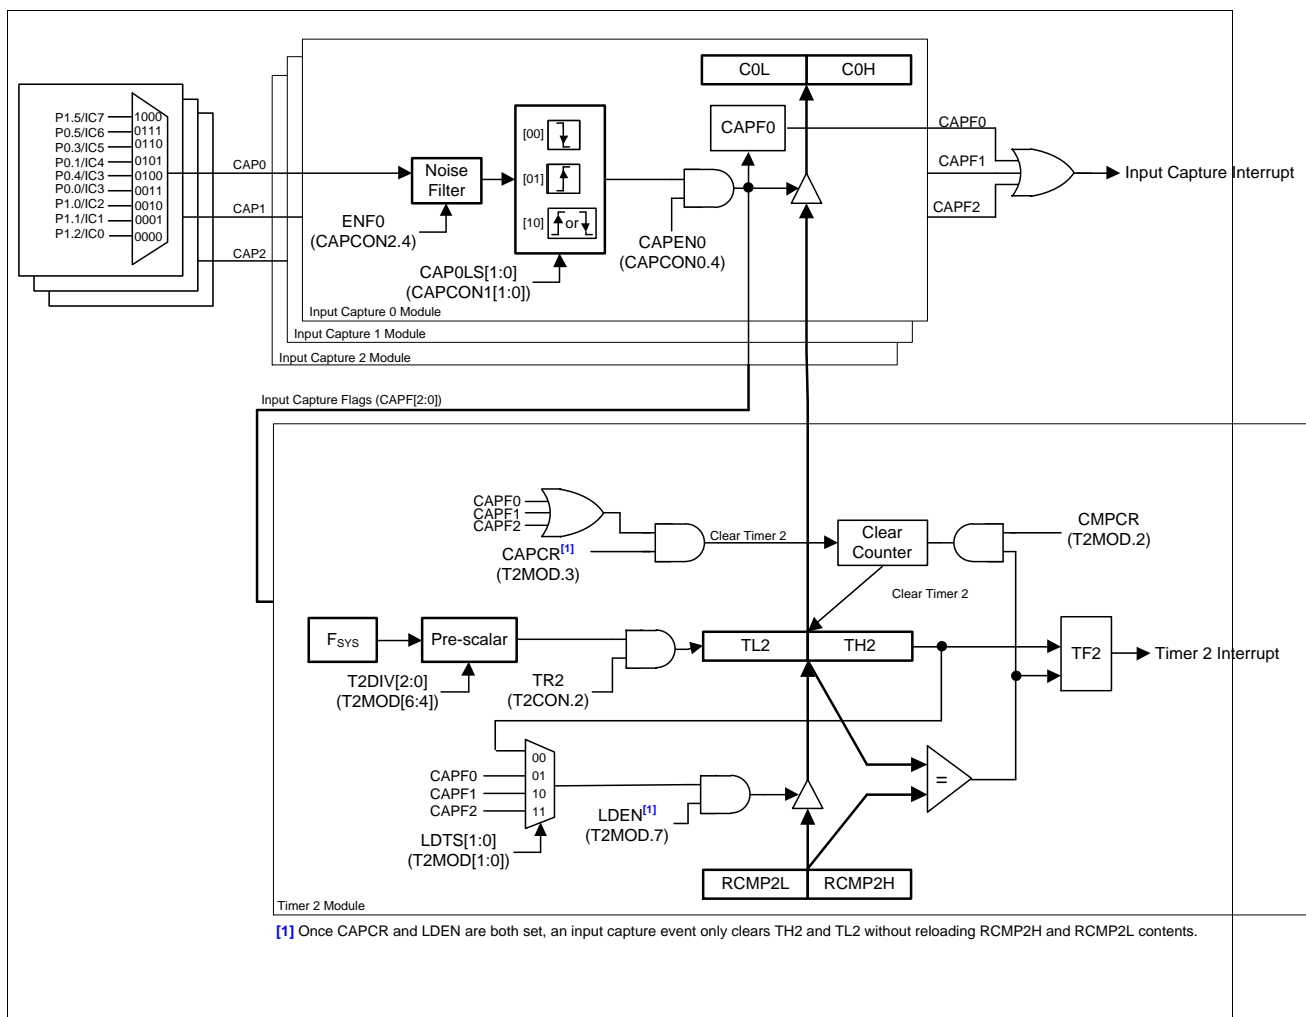 C0L C0H
P1.5/IC7 1000
P0.5/IC6 0111
P0.3/IC5 0110
P0.1/IC4 0101
P0.4/IC3 0100
P0.0/IC3 0011
P1.0/IC2 0010
P1.1/IC1 0001
P1.2/IC0 0000
CAP0
CAP1
CAP2
Noise
Filter
ENF0
(CAPCON2.4)
[00]
[01]
[10] or
CAP0LS[1:0]
(CAPCON1[1:0])
CAPEN0
(CAPCON0.4)
CAPF0
CAPF0
CAPF1
CAPF2
Input Capture Interrupt
Input Capture 0 Module
Input Capture 1 Module
Input Capture 2 Module
Input Capture Flags (CAPF[2:0])
CAPF0
CAPF1
CAPF2
CAPCR[1]
(T2MOD.3)
Clear Timer 2
Clear
Counter
CMPCR
(T2MOD.2)
Clear Timer 2
FSYS
Pre-scalar
T2DIV[2:0]
(T2MOD[6:4])
TR2
(T2CON.2)
TL2 TH2
TF2
Timer 2 Interrupt
00
CAPF0 01
CAPF1 10
CAPF2 11
LDTS[1:0]
(T2MOD[1:0])
LDEN[1]
(T2MOD.7)
=
RCMP2L RCMP2H
Timer 2 Module
[1] Once CAPCR and LDEN are both set, an input capture event only clears TH2 and TL2 without reloading RCMP2H and RCMP2L contents.